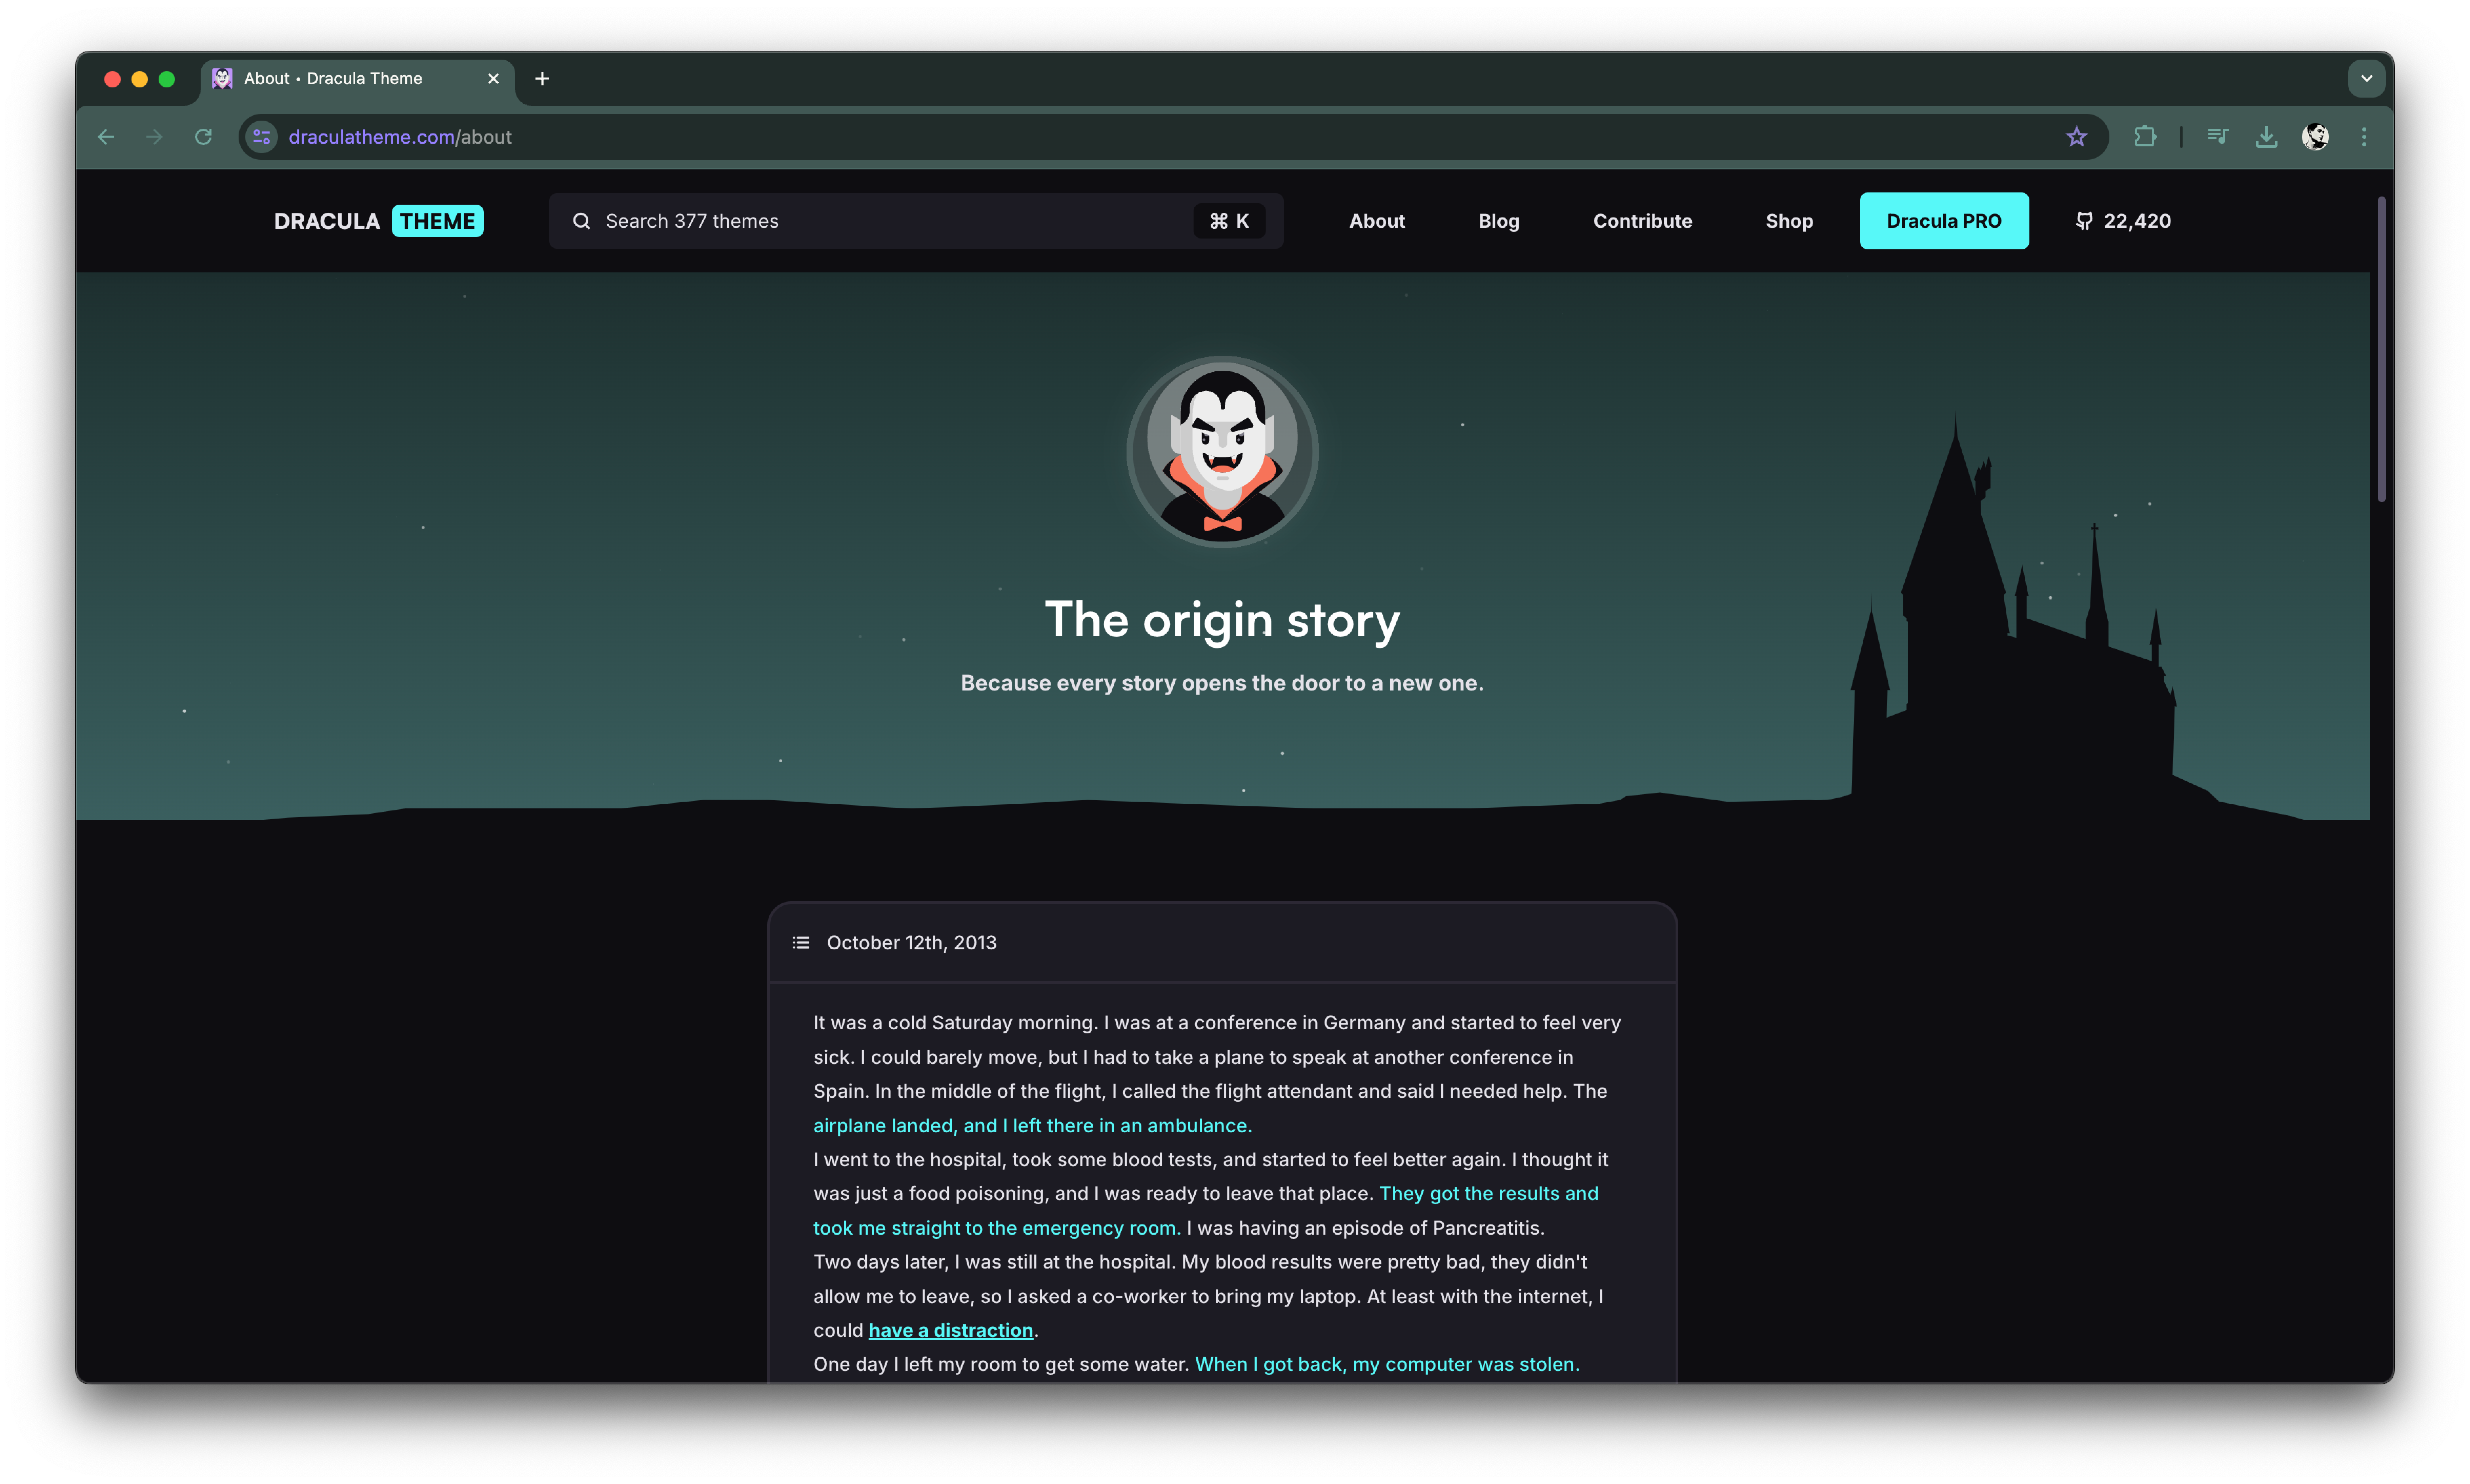 About • Dracula Theme
draculatheme.com/about
DRACULA THEME
Search 377 themes
⌘ K
About
Blog
Contribute
Shop
Dracula PRO
22,420
The origin story
Because every story opens the door to a new one.
October 12th, 2013
It was a cold Saturday morning. I was at a conference in Germany and started to feel very
sick. I could barely move, but I had to take a plane to speak at another conference in
Spain. In the middle of the flight, I called the flight attendant and said I needed help. The
airplane landed, and I left there in an ambulance.
I went to the hospital, took some blood tests, and started to feel better again. I thought it
was just a food poisoning, and I was ready to leave that place. They got the results and
took me straight to the emergency room. I was having an episode of Pancreatitis.
Two days later, I was still at the hospital. My blood results were pretty bad, they didn't
allow me to leave, so I asked a co-worker to bring my laptop. At least with the internet, I
could have a distraction.
One day I left my room to get some water. When I got back, my computer was stolen.